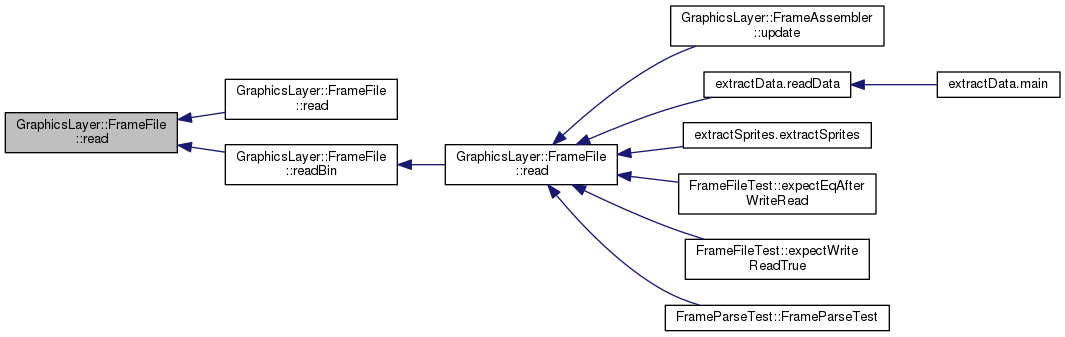 GraphicsLayer::FrameFile
::read
GraphicsLayer::FrameFile
::read
GraphicsLayer::FrameFile
::readBin
GraphicsLayer::FrameFile
::read
GraphicsLayer::FrameAssembler
::update
extractData.readData
extractData.main
extractSprites.extractSprites
FrameFileTest::expectEqAfter
WriteRead
FrameFileTest::expectWrite
ReadTrue
FrameParseTest::FrameParseTest